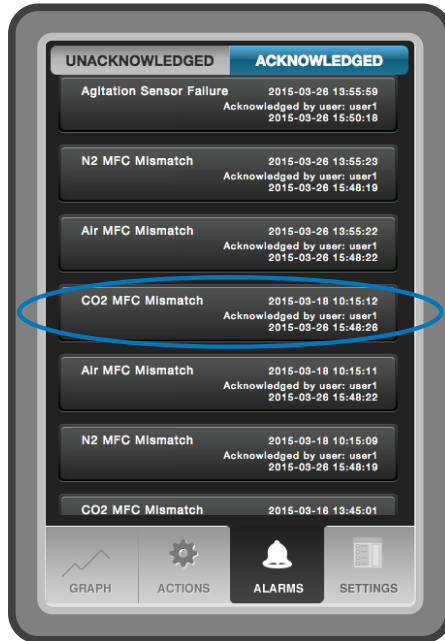 UNACKNOWLEDGED ACKNOWLEDGED
Agitation Sensor Failure 2015-03-26 13:55:59
Acknowledged by user: user1
2015-03-26 15:50:18
N2 MFC Mismatch 2015-03-26 13:55:23
Acknowledged by user: user1
2015-03-26 15:48:19
Air MFC Mismatch 2015-03-26 13:55:22
Acknowledged by user: user1
2015-03-26 15:48:22
CO2 MFC Mismatch 2015-03-18 10:15:12
Acknowledged by user: user1
2015-03-26 15:48:26
Air MFC Mismatch 2015-03-18 10:15:11
Acknowledged by user: user1
2015-03-26 15:48:22
N2 MFC Mismatch 2015-03-18 10:15:09
Acknowledged by user: user1
2015-03-26 15:48:19
CO2 MFC Mismatch 2015-03-16 13:45:01
GRAPH ACTIONS ALARMS SETTINGS